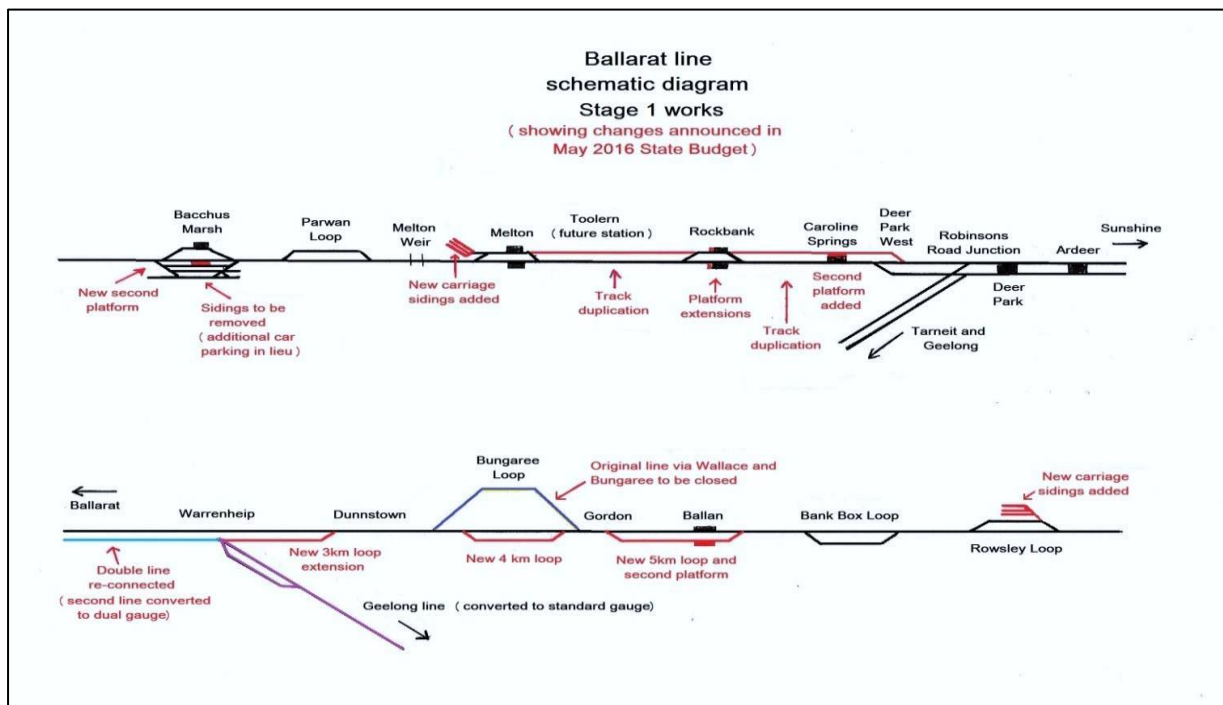 Ballarat line
schematic diagram
Stage 1 works
( showing changes announced in
May 2016 State Budget )
Bacchus
Marsh
Parwan
Loop
Melton
Weir
Melton
Toolern
( future station )
Rockbank
Caroline
Springs
Deer
Park
West
Robinsons
Road Junction
Ardeer
Sunshine
New second
platform
Sidings to be
removed
( additional car
parking in lieu )
New carriage
sidings added
Track
duplication
Platform
extensions
Track
duplication
Second
platform
added
Deer
Park
Tarneit and
Geelong
Ballarat
Warrenheip
Dunnstown
Bungaree
Loop
Original line via Wallace and
Bungaree to be closed
Gordon
Ballan
Bank Box Loop
New carriage
sidings added
Rowsley Loop
Double line
re-connected
( second line converted
to dual gauge)
New 3km loop
extension
New 4 km loop
New 5km loop and
second platform
Geelong line ( converted to standard gauge)